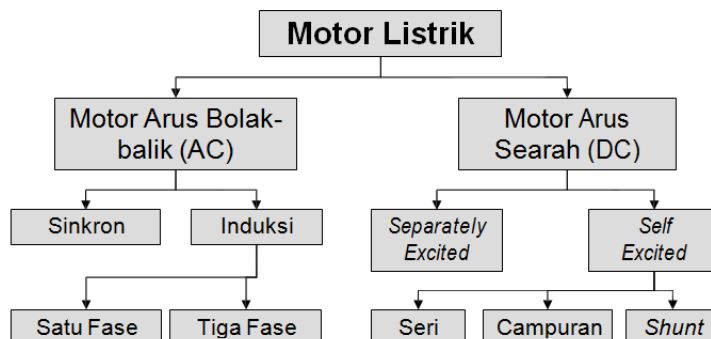 Motor Listrik
Motor Arus Bolak-
balik (AC)
Motor Arus
Searah (DC)
Sinkron
Induksi
Separately
Excited
Self
Excited
Satu Fase
Tiga Fase
Seri
Campuran
Shunt